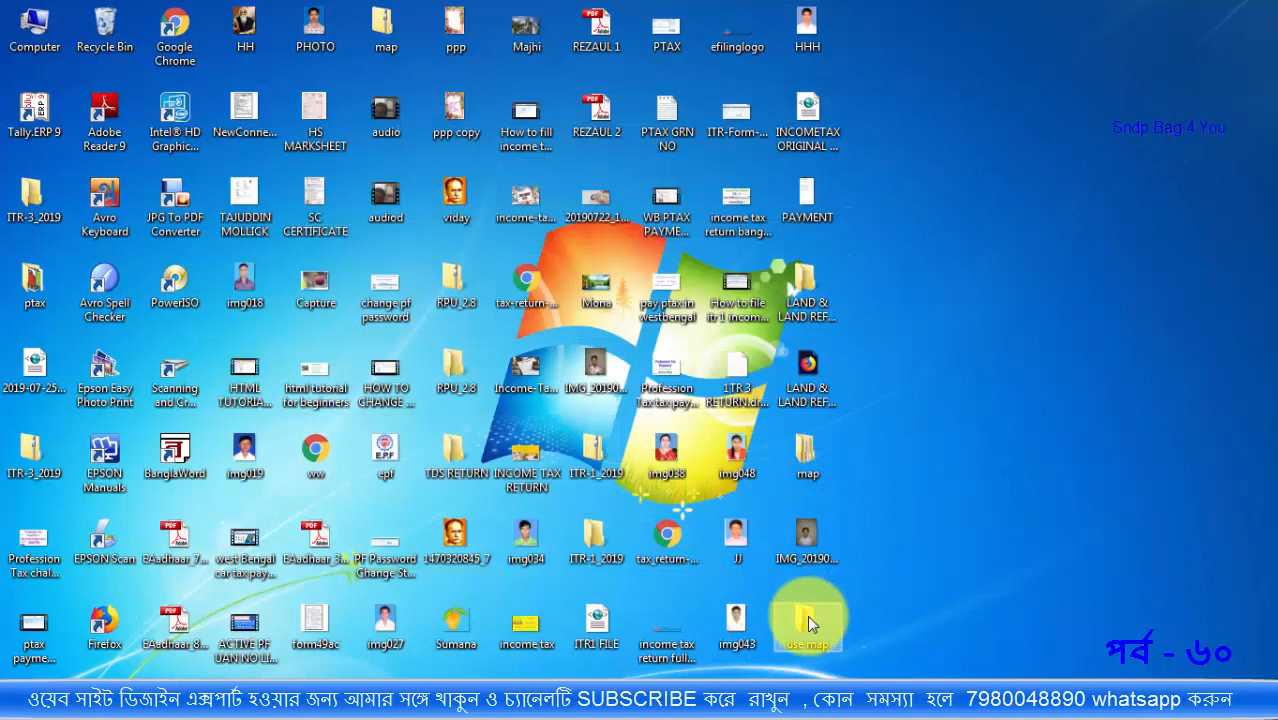 Computer
Recycle Bin
Google Chrome
HH
PHOTO
map
ppp
Majhi
REZAUL 1
PTAX
efilinglogo
HHH
Tally.ERP 9
Adobe Reader 9
Intel® HD Graphic...
NewConne...
HS MARKSHEET
audio
ppp copy
How to fill income t...
REZAUL 2
PTAX GRN NO
ITR-Form-...
INCOMETAX ORIGINAL ...
Sndp Bag 4 You
ITR-3_2019
Avro Keyboard
JPG To PDF Converter
TAJUDDIN MOLLICK
SC CERTIFICATE
audiod
viday
income-ta...
20190722_1...
WB PTAX PAYME...
income tax return bang...
PAYMENT
ptax
Avro Spell Checker
PowerISO
img018
Capture
change pf password
RPU_2.8
tax-return-...
Mona
pay ptax in westbengal
How to file itr 1 incom...
LAND & LAND REF...
2019-07-25...
Epson Easy Photo Print
Scanning and Cr...
HTML TUTORIA...
html tutorial for beginners
HOW TO CHANGE ...
RPU_2.8
Income-Ta...
IMG_20190...
Profession Tax tax pay...
1TR 3 RETURN.dr...
LAND & LAND REF...
ITR-3_2019
EPSON Manuals
BanglaWord
img019
ww
epf
TDS RETURN
INCOME TAX RETURN
ITR-1_2019
img038
img048
map
Profession Tax chal...
EPSON Scan
EAadhaar_7...
west Bengal car tax pay...
EAadhaar_3...
PF Password Change St...
1470320845_7
img034
ITR-1_2019
tax_return-...
JJ
IMG_20190...
ptax payme...
Firefox
EAadhaar_8...
ACTIVE PF UAN NO LI...
form49ac
img027
Sumana
income tax
ITR1 FILE
income tax return full...
img043
use map
পর্ব - ৬০
ওয়েব সাইট ডিজাইন এক্সপার্ট হওয়ার জন্য আমার সঙ্গে থাকুন ও চ্যানেলটি SUBSCRIBE করে রাখুন , কোন সমস্যা হলে 7980048890 whatsapp করুন